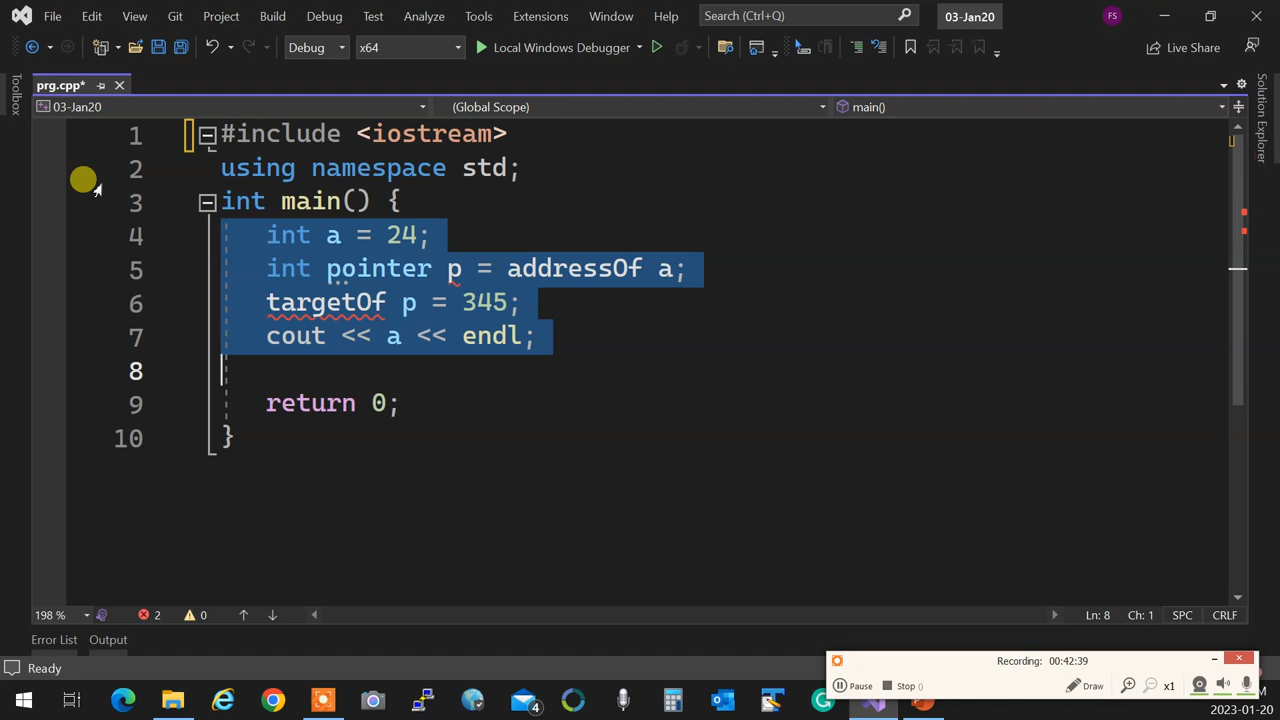 File Edit View Git Project Build Debug Test Analyze Tools Extensions Window Help Search (Ctrl+Q) 03-Jan20 FS
Debug x64 Local Windows Debugger Live Share
prg.cpp*
03-Jan20 (Global Scope) main()
Toolbox
Solution Explorer
1 #include <iostream>
2 using namespace std;
3 int main() {
4 int a = 24;
5 int pointer p = addressOf a;
6 targetOf p = 345;
7 cout << a << endl;
8
9 return 0;
10 }
198 % 2 0 Ln: 8 Ch: 1 SPC CRLF
Error List Output
Ready
Recording: 00:42:39
Pause Stop () Draw x1
4
2023-01-20